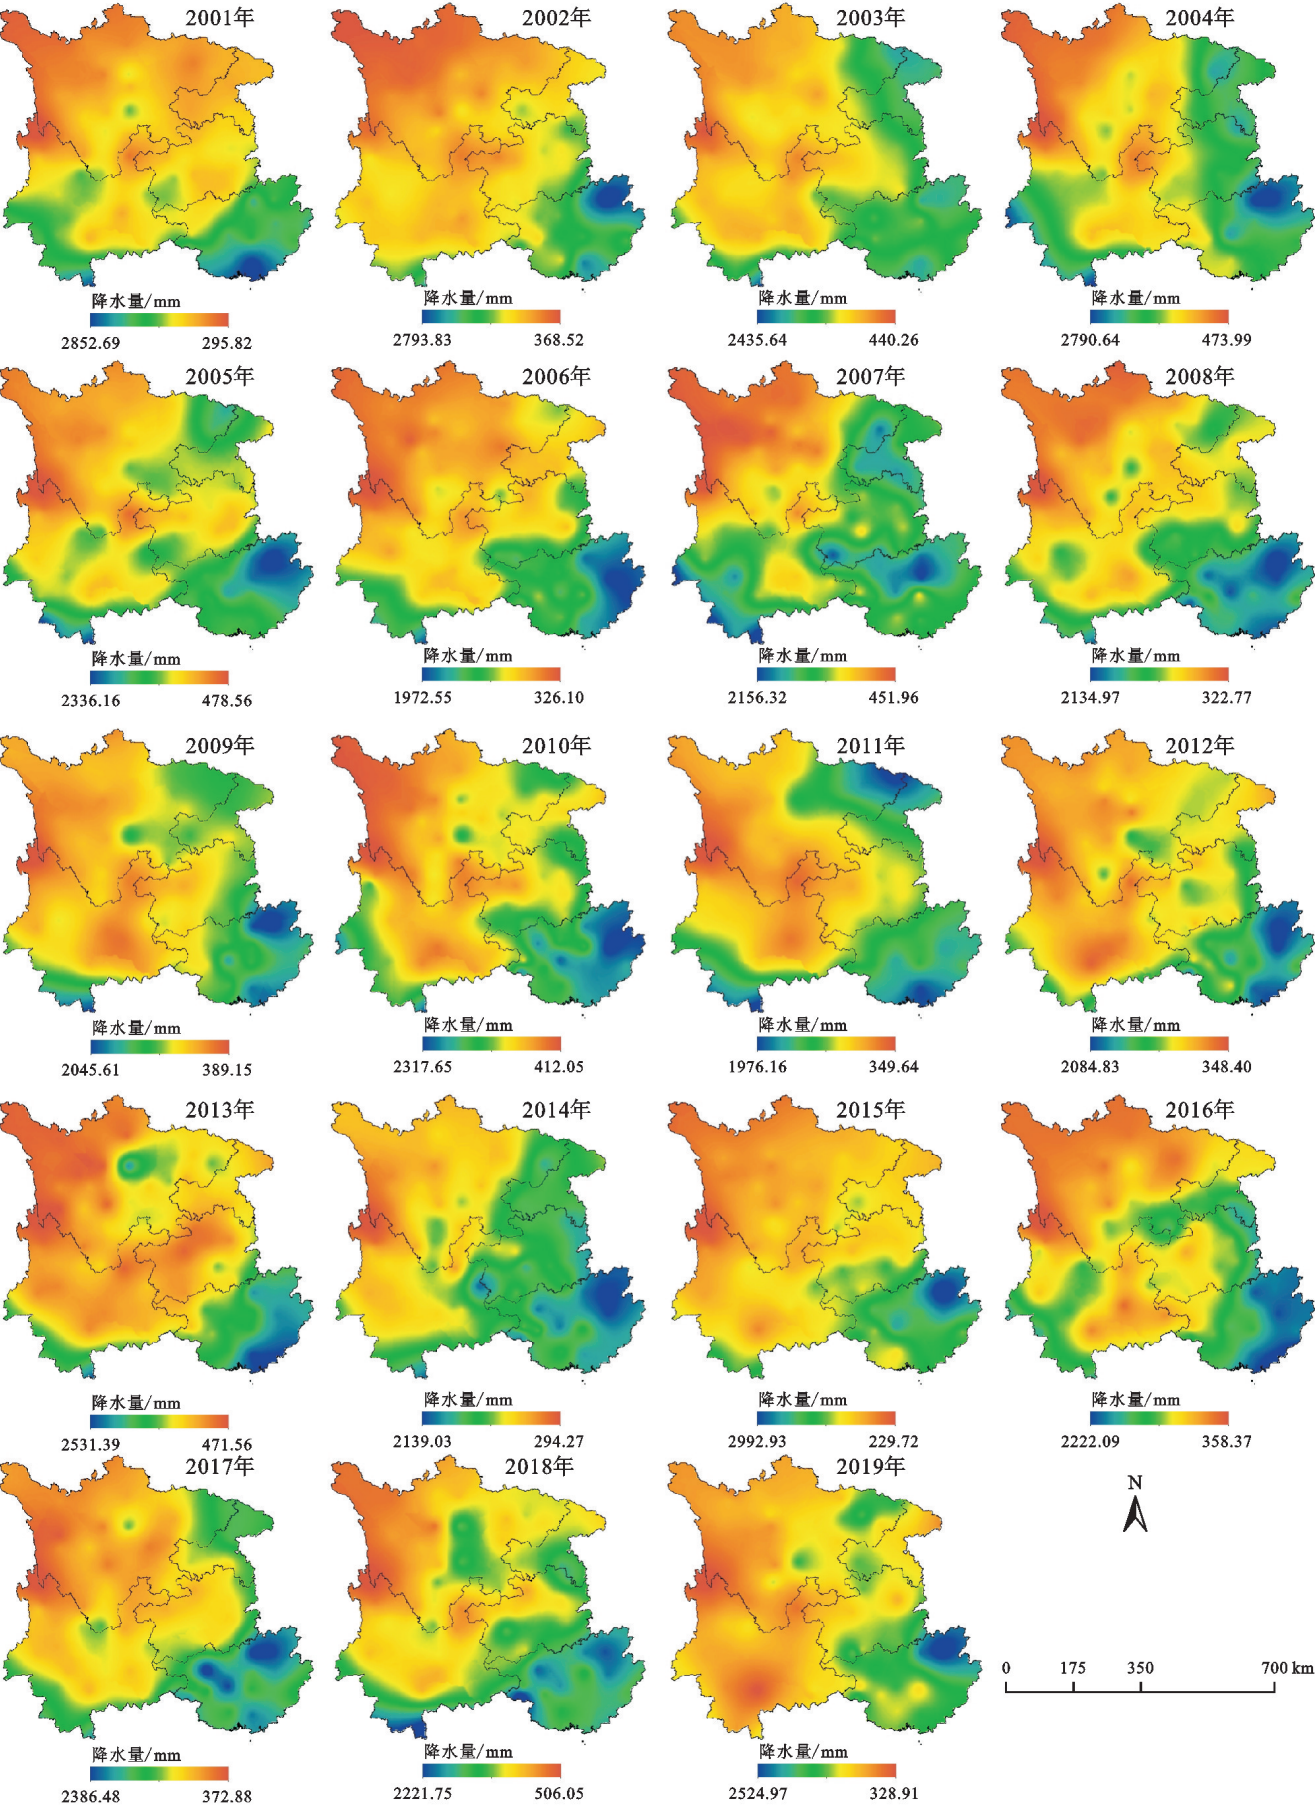 2001年 2002年 2003年 2004年
降水量/mm 降水量/mm 降水量/mm 降水量/mm
2852.69 295.82 2793.83 368.52 2435.64 440.26 2790.64 473.99
2005年 2006年 2007年 2008年
降水量/mm 降水量/mm 降水量/mm 降水量/mm
2336.16 478.56 1972.55 326.10 2156.32 451.96 2134.97 322.77
2009年 2010年 2011年 2012年
降水量/mm 降水量/mm 降水量/mm 降水量/mm
2045.61 389.15 2317.65 412.05 1976.16 349.64 2084.83 348.40
2013年 2014年 2015年 2016年
降水量/mm 降水量/mm 降水量/mm 降水量/mm
2531.39 471.56 2139.03 294.27 2992.93 229.72 2222.09 358.37
2017年 2018年 2019年
N
0 175 350 700 km
降水量/mm 降水量/mm 降水量/mm
2386.48 372.88 2221.75 506.05 2524.97 328.91